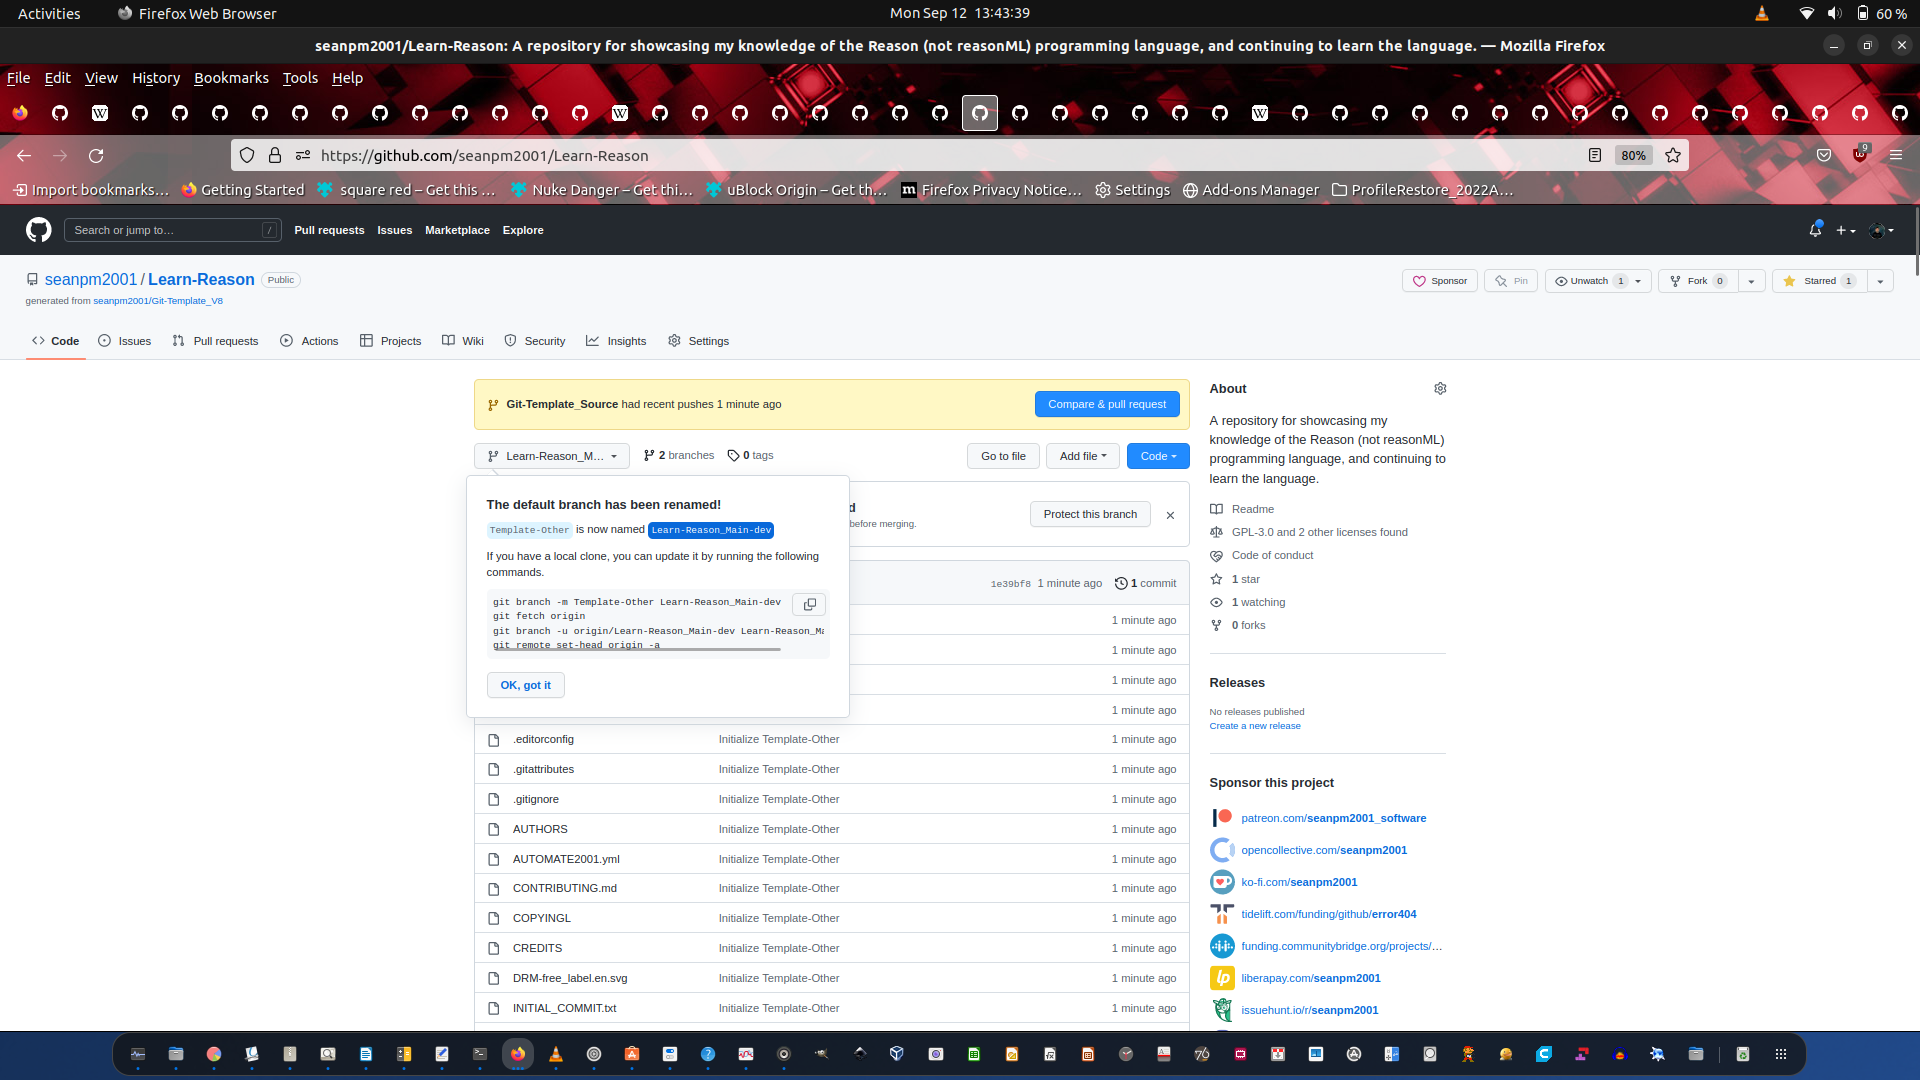 Activities
Firefox Web Browser
Mon Sep 12 13:43:39
60 %
seanpm2001/Learn-Reason: A repository for showcasing my knowledge of the Reason (not reasonML) programming language, and continuing to learn the language. — Mozilla Firefox
File Edit View History Bookmarks Tools Help
https://github.com/seanpm2001/Learn-Reason
80%
9
Import bookmarks…
Getting Started
square red – Get this …
Nuke Danger – Get thi…
uBlock Origin – Get th…
Firefox Privacy Notice…
Settings
Add-ons Manager
ProfileRestore_2022A…
Search or jump to…
/
Pull requests
Issues
Marketplace
Explore
seanpm2001 / Learn-Reason
Public
generated from seanpm2001/Git-Template_V8
Sponsor
Pin
Unwatch 1
Fork 0
Starred 1
Code
Issues
Pull requests
Actions
Projects
Wiki
Security
Insights
Settings
Git-Template_Source had recent pushes 1 minute ago
Compare & pull request
Learn-Reason_M…
2 branches
0 tags
Go to file
Add file
Code
The default branch has been renamed!
Template-Other is now named Learn-Reason_Main-dev
If you have a local clone, you can update it by running the following
commands.
git branch -m Template-Other Learn-Reason_Main-dev
git fetch origin
git branch -u origin/Learn-Reason_Main-dev Learn-Reason_Ma
git remote set-head origin -a
OK, got it
d
before merging.
Protect this branch
1e39bf8 1 minute ago
1 commit
1 minute ago
1 minute ago
1 minute ago
1 minute ago
.editorconfig Initialize Template-Other 1 minute ago
.gitattributes Initialize Template-Other 1 minute ago
.gitignore Initialize Template-Other 1 minute ago
AUTHORS Initialize Template-Other 1 minute ago
AUTOMATE2001.yml Initialize Template-Other 1 minute ago
CONTRIBUTING.md Initialize Template-Other 1 minute ago
COPYINGL Initialize Template-Other 1 minute ago
CREDITS Initialize Template-Other 1 minute ago
DRM-free_label.en.svg Initialize Template-Other 1 minute ago
INITIAL_COMMIT.txt Initialize Template-Other 1 minute ago
About
A repository for showcasing my
knowledge of the Reason (not reasonML)
programming language, and continuing to
learn the language.
Readme
GPL-3.0 and 2 other licenses found
Code of conduct
1 star
1 watching
0 forks
Releases
No releases published
Create a new release
Sponsor this project
patreon.com/seanpm2001_software
opencollective.com/seanpm2001
ko-fi.com/seanpm2001
tidelift.com/funding/github/error404
funding.communitybridge.org/projects/…
liberapay.com/seanpm2001
issuehunt.io/r/seanpm2001